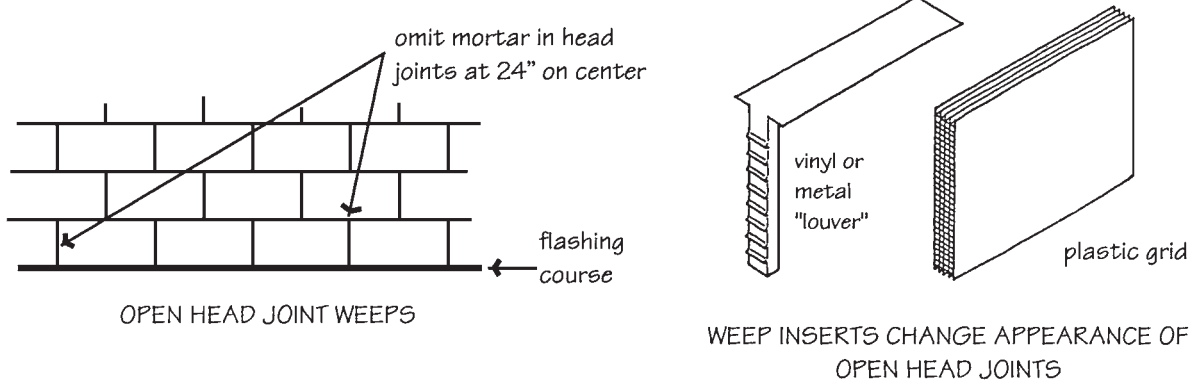 omit mortar in head
joints at 24" on center
flashing
course
OPEN HEAD JOINT WEEPS
vinyl or
metal
"louver"
plastic grid
WEEP INSERTS CHANGE APPEARANCE OF
OPEN HEAD JOINTS